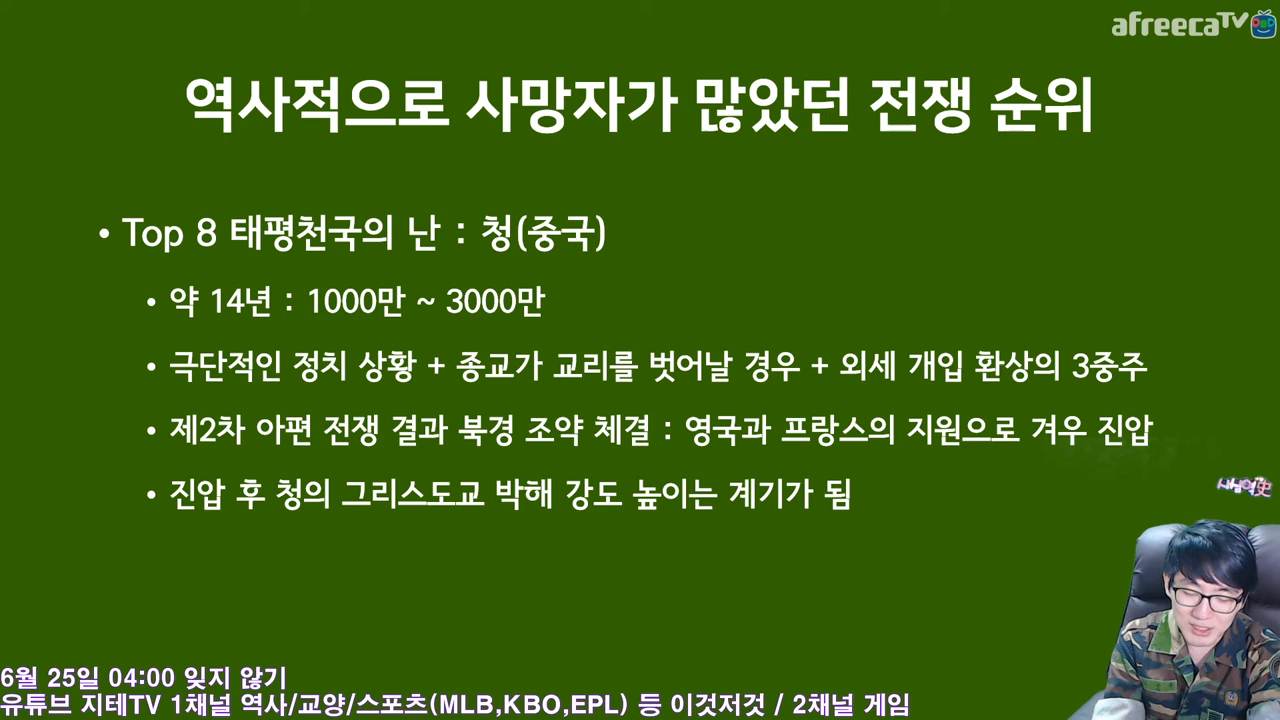 afreecaTV
역사적으로 사망자가 많았던 전쟁 순위
• Top 8 태평천국의 난 : 청(중국)
• 약 14년 : 1000만 ~ 3000만
• 극단적인 정치 상황 + 종교가 교리를 벗어날 경우 + 외세 개입 환상의 3중주
• 제2차 아편 전쟁 결과 북경 조약 체결 : 영국과 프랑스의 지원으로 겨우 진압
• 진압 후 청의 그리스도교 박해 강도 높이는 계기가 됨
6월 25일 04:00 잊지 않기
유튜브 지테TV 1채널 역사/교양/스포츠(MLB,KBO,EPL) 등 이것저것 / 2채널 게임